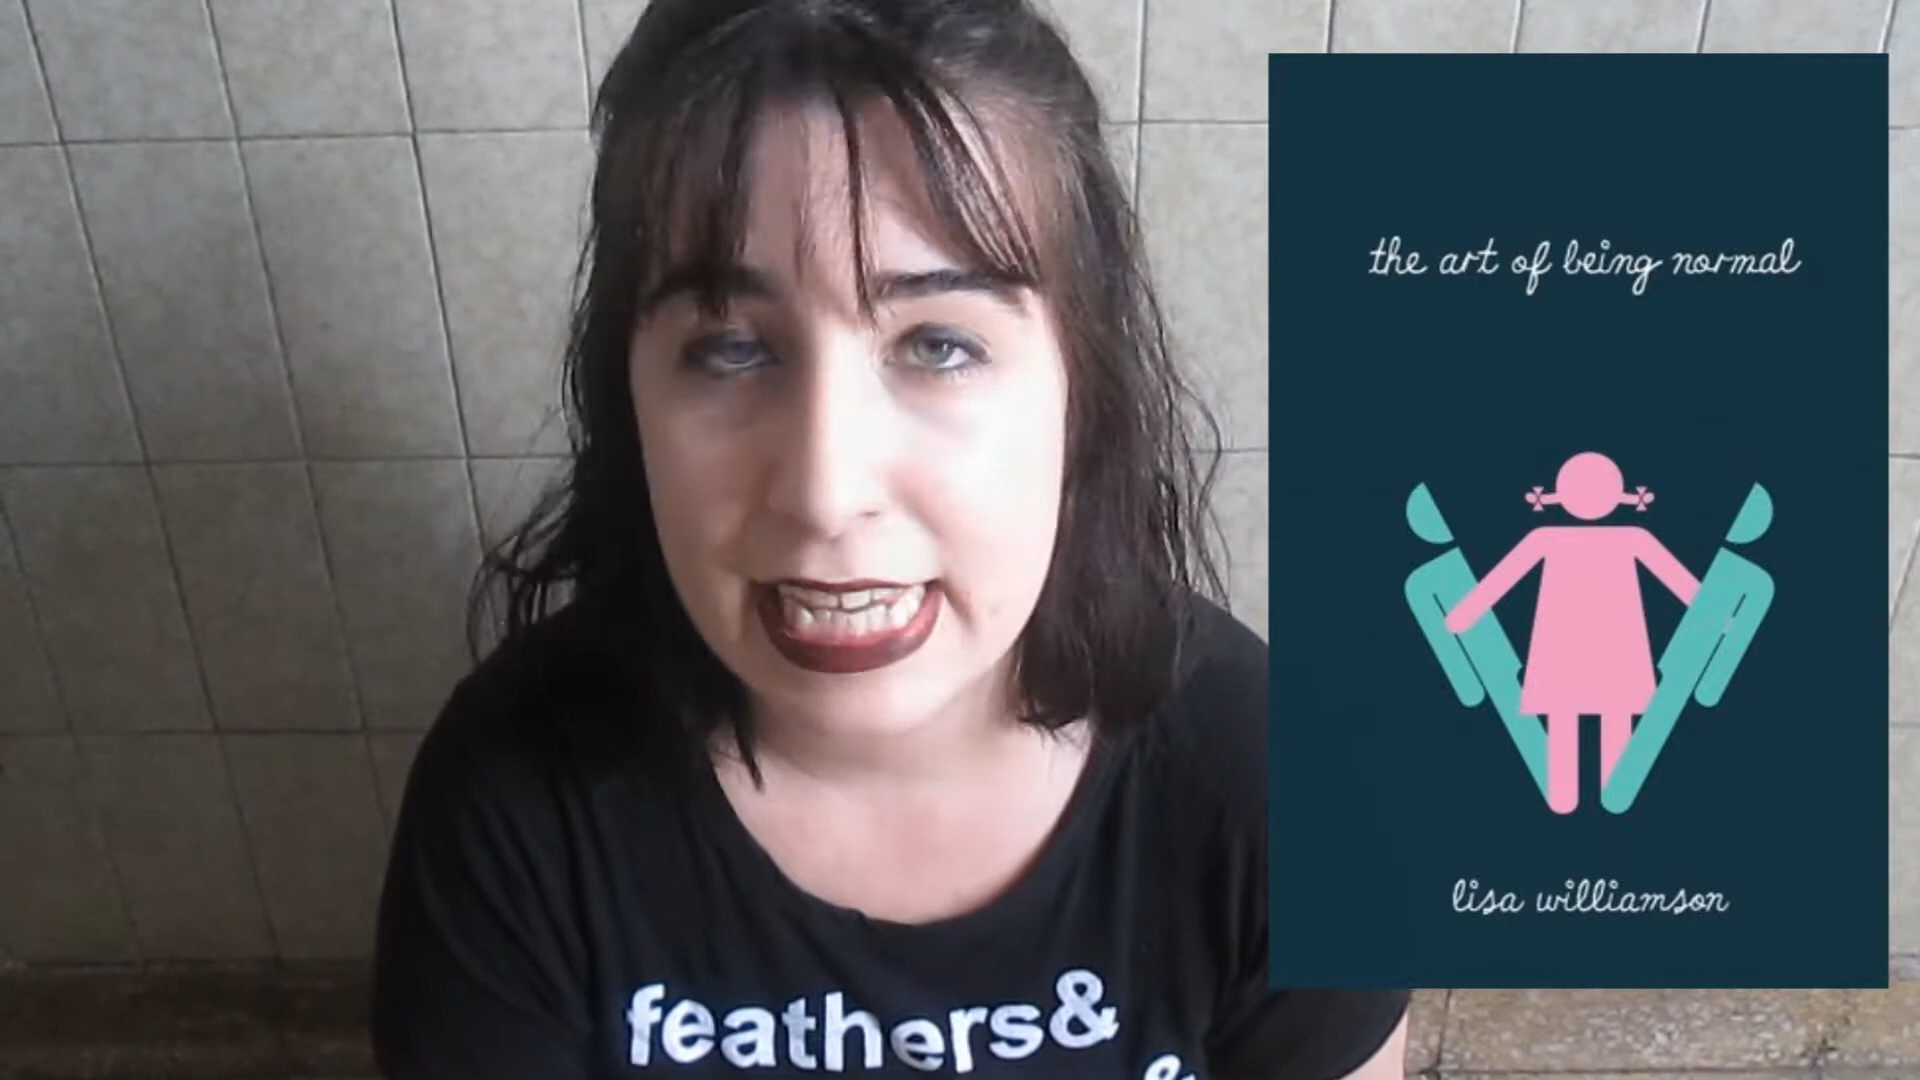 the art of being normal
lisa williamson
feathers&
&